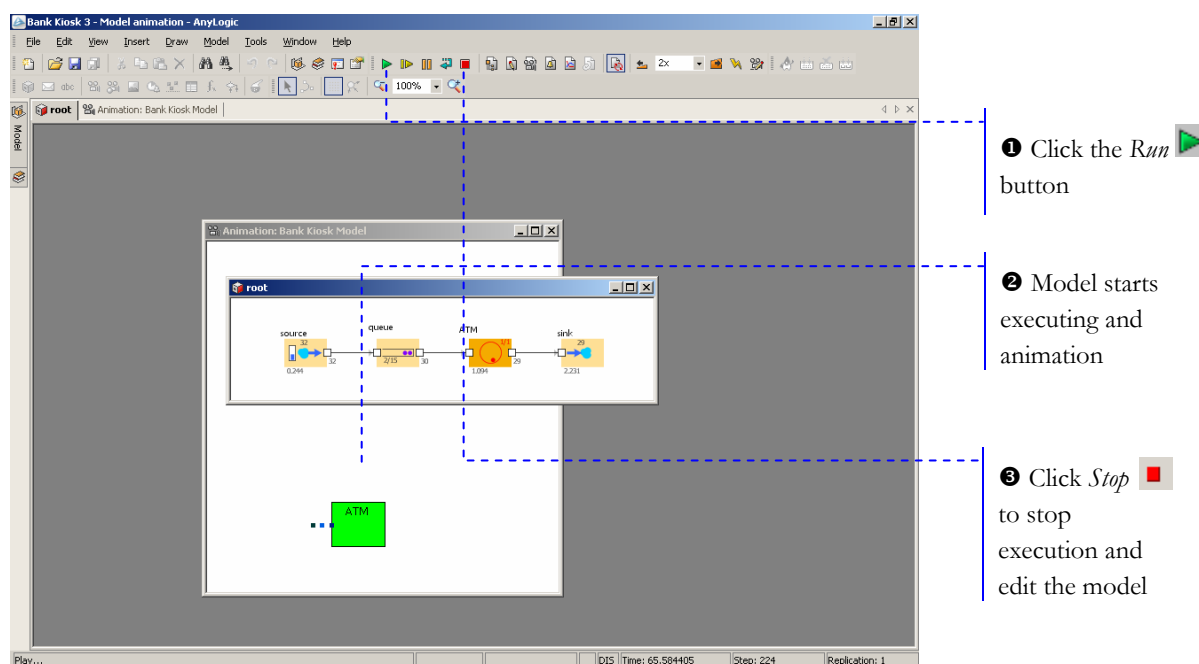 Bank Kiosk 3 - Model animation - AnyLogic
File Edit View Insert Draw Model Tools Window Help
2x
abc
100%
root Animation: Bank Kiosk Model
Model
❶ Click the Run
button
Animation: Bank Kiosk Model
root
source queue ATM sink
32 1/1 29
32 2/15 30 29
0.244 1.094 2.231
❷ Model starts
executing and
animation
ATM
❸ Click Stop
to stop
execution and
edit the model
Play... DIS Time: 65.584405 Step: 224 Replication: 1